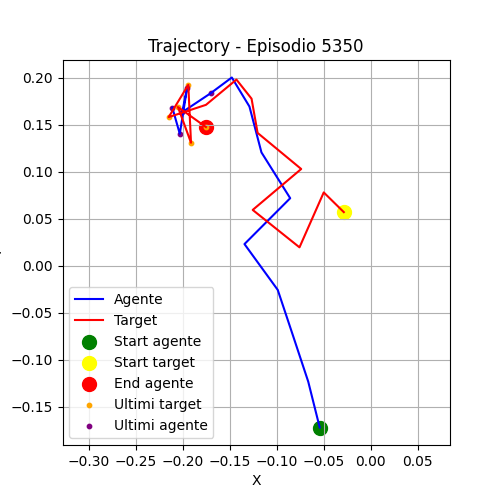 Trajectory - Episodio 5350
0.20
0.15
0.10
0.05
0.00
−0.05
−0.10
−0.15
Agente
Target
Start agente
Start target
End agente
Ultimi target
Ultimi agente
−0.30 −0.25 −0.20 −0.15 −0.10 −0.05 0.00 0.05
X